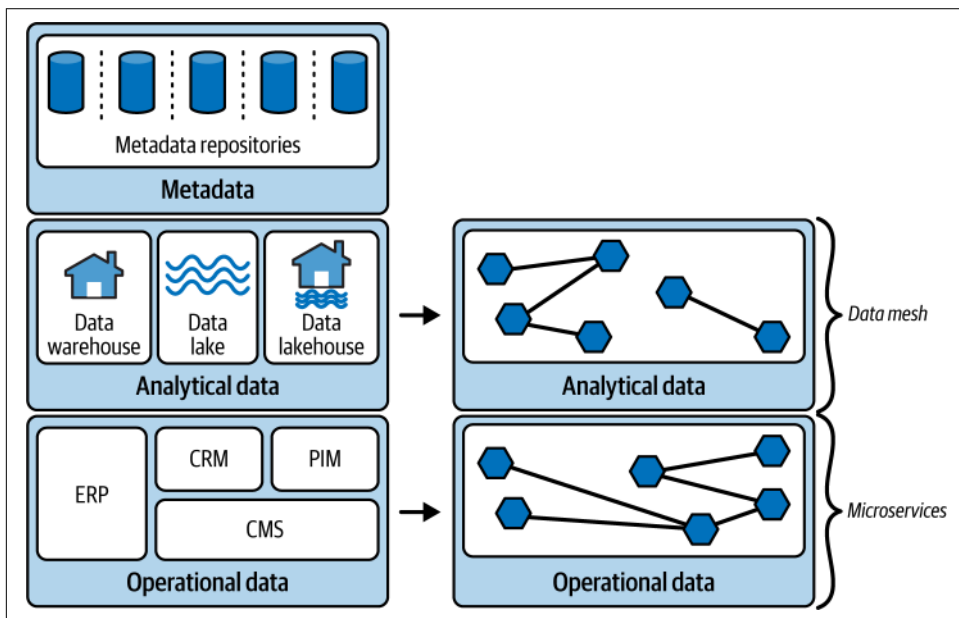 Metadata repositories
Metadata
Data
warehouse
Data
lake
Data
lakehouse
Analytical data
Analytical data
Data mesh
ERP
CRM
PIM
CMS
Operational data
Operational data
Microservices